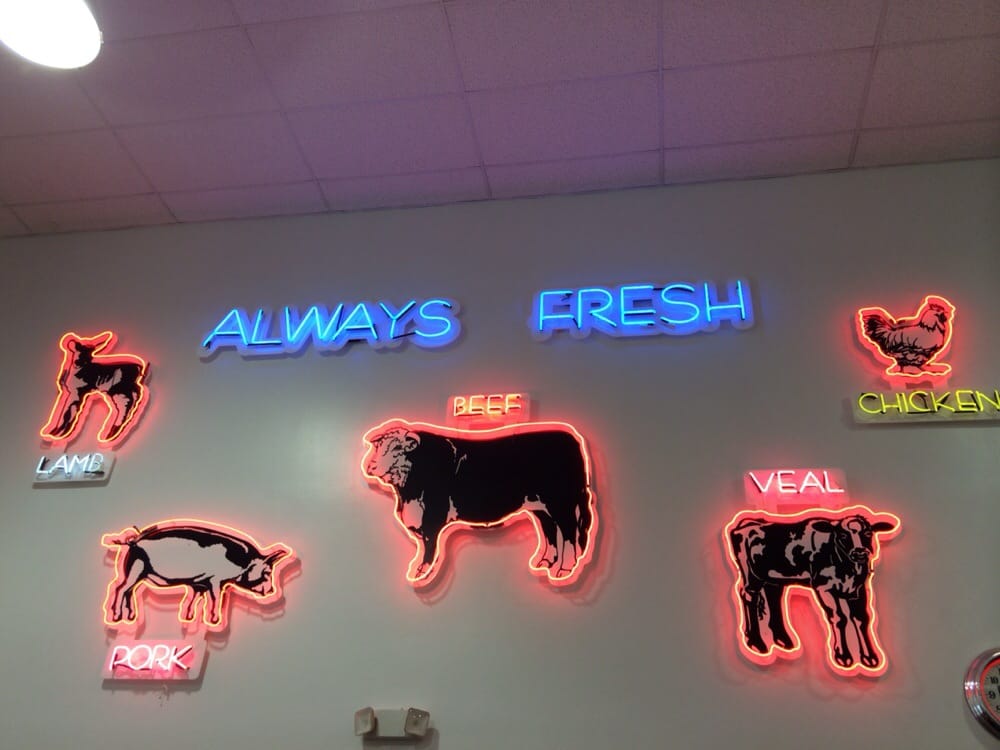 ALWAYS FRESH
CHICKEN
BEEF
LAMB
VEAL
PORK